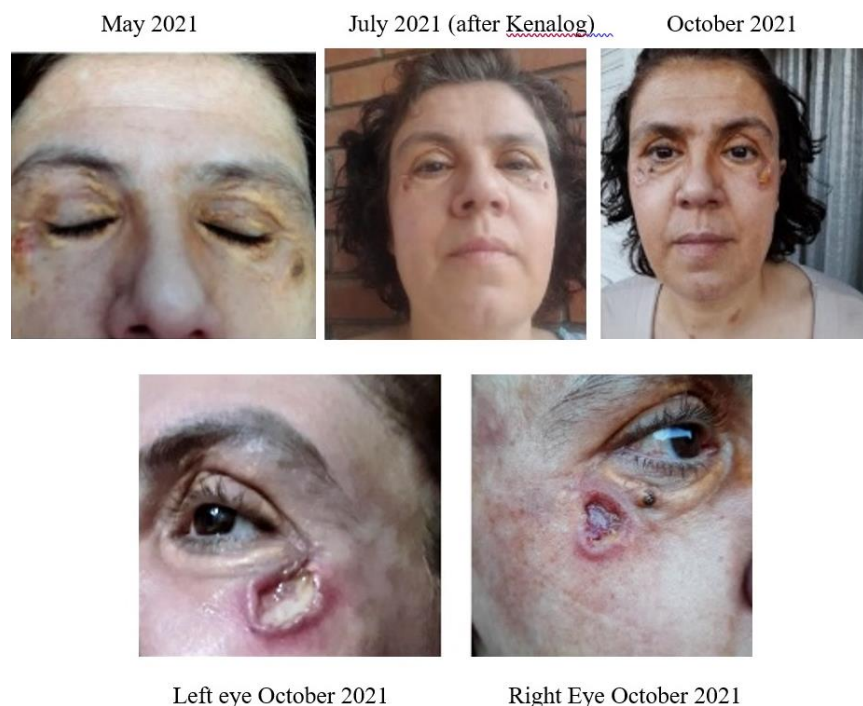 May 2021
July 2021 (after Kenalog)
October 2021
Left eye October 2021
Right Eye October 2021